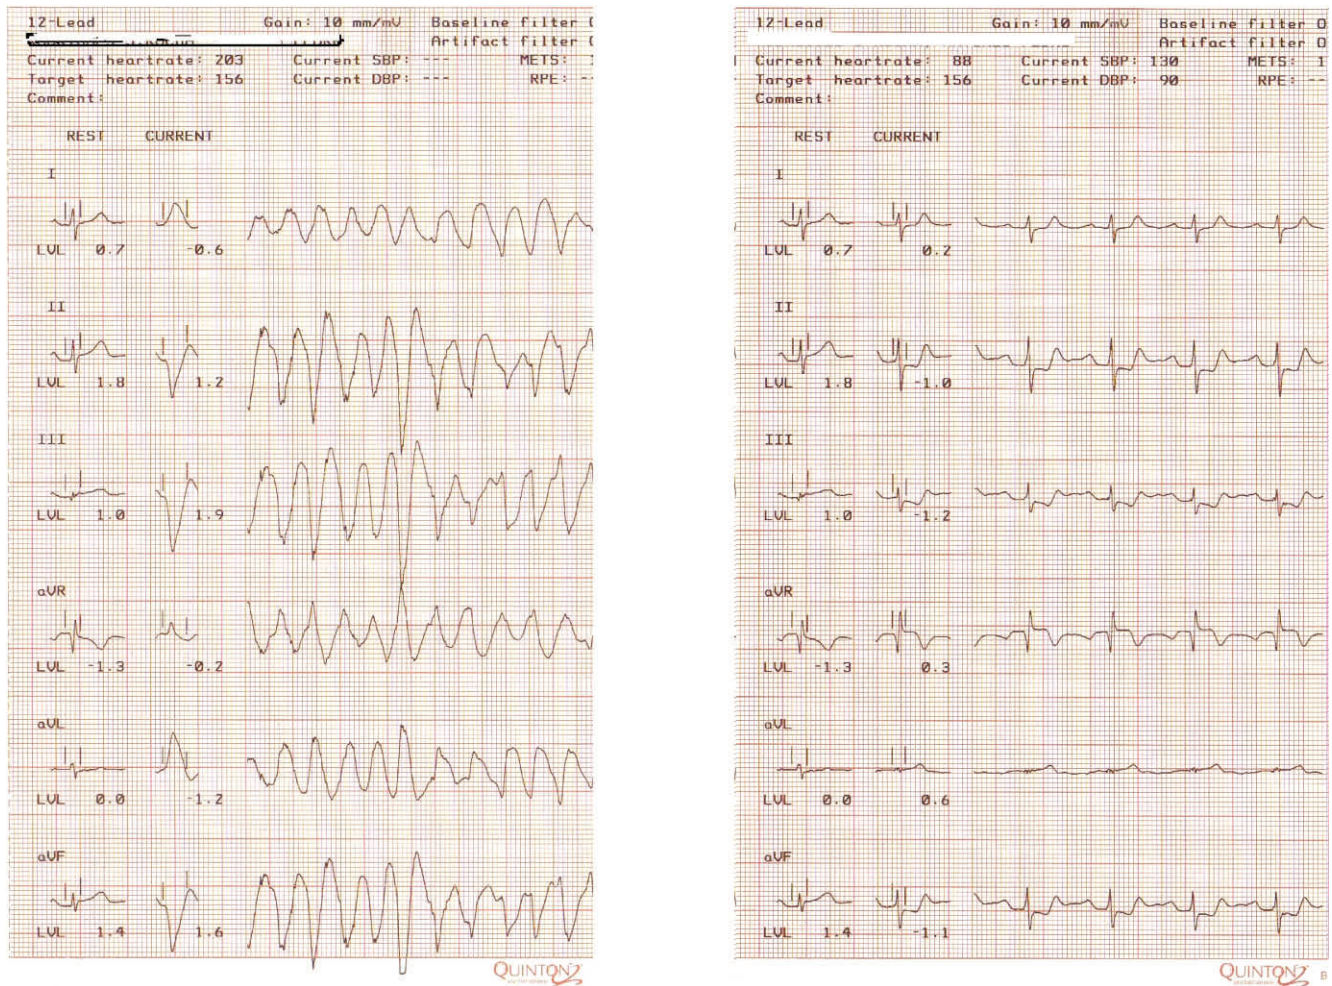 12-Lead Gain: 10 mm/mV Baseline filter
Artifact filter
Current heartrate: 203 Current SBP: --- METS:
Target heartrate: 156 Current DBP: --- RPE: --
Comment:
REST CURRENT
I
LVL 0.7 -0.6
II
LVL 1.8 1.2
III
LVL 1.0 1.9
aVR
LVL -1.3 -0.2
aVL
LVL 0.0 -1.2
aVF
LVL 1.4 1.6
QUINTON
12-Lead Gain: 10 mm/mV Baseline filter O
Artifact filter O
Current heartrate: 88 Current SBP: 130 METS: 1
Target heartrate: 156 Current DBP: 90 RPE: --
Comment:
REST CURRENT
I
LVL 0.7 0.2
II
LVL 1.8 -1.0
III
LVL 1.0 -1.2
aVR
LVL -1.3 0.3
aVL
LVL 0.0 0.6
aVF
LVL 1.4 -1.1
QUINTON B